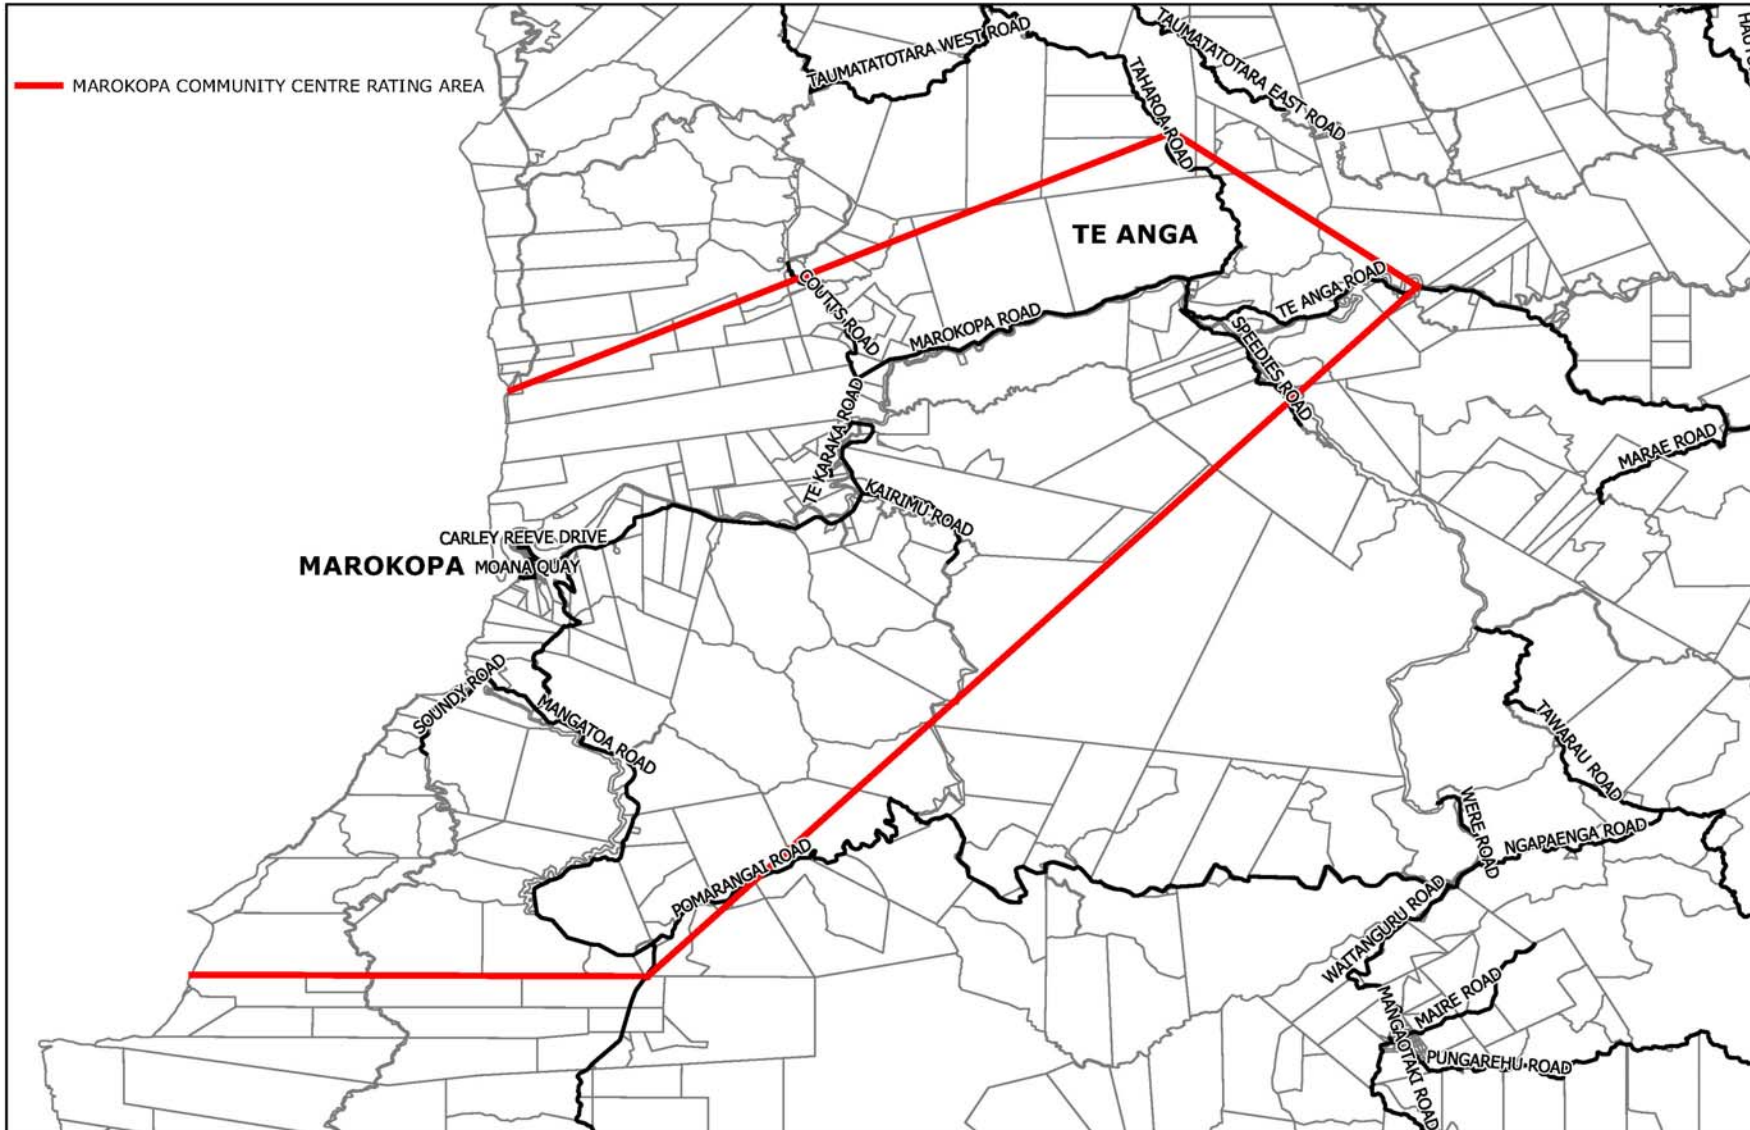 TAUMATATOTARA WEST ROAD
TAUMATATOTARA EAST ROAD
MAROKOPA COMMUNITY CENTRE RATING AREA
TAHAROA ROAD
TE ANGA
COUTTS ROAD
TE ANGA ROAD
MAROKOPA ROAD
SPEEDIES ROAD
TE KARAKA ROAD
MARAE ROAD
KAIRIMU ROAD
CARLEY REEVE DRIVE
MAROKOPA
MOANA QUAY
SOUNDY ROAD
MANGATOA ROAD
TAWARAU ROAD
WERE ROAD
NGAPAENGA ROAD
POMARANGAI ROAD
WAITANGURU ROAD
MAIRE ROAD
MANGAOTAKI ROAD
PUNGAREHU ROAD